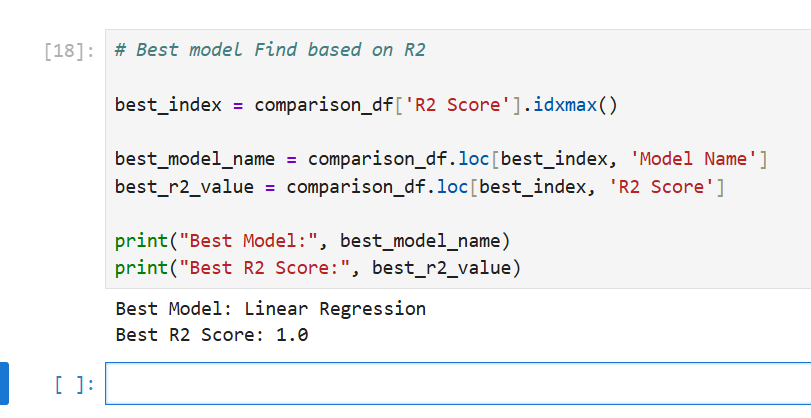 [18]: # Best model Find based on R2
best_index = comparison_df['R2 Score'].idxmax()
best_model_name = comparison_df.loc[best_index, 'Model Name']
best_r2_value = comparison_df.loc[best_index, 'R2 Score']
print("Best Model:", best_model_name)
print("Best R2 Score:", best_r2_value)
Best Model: Linear Regression
Best R2 Score: 1.0
[ ]: